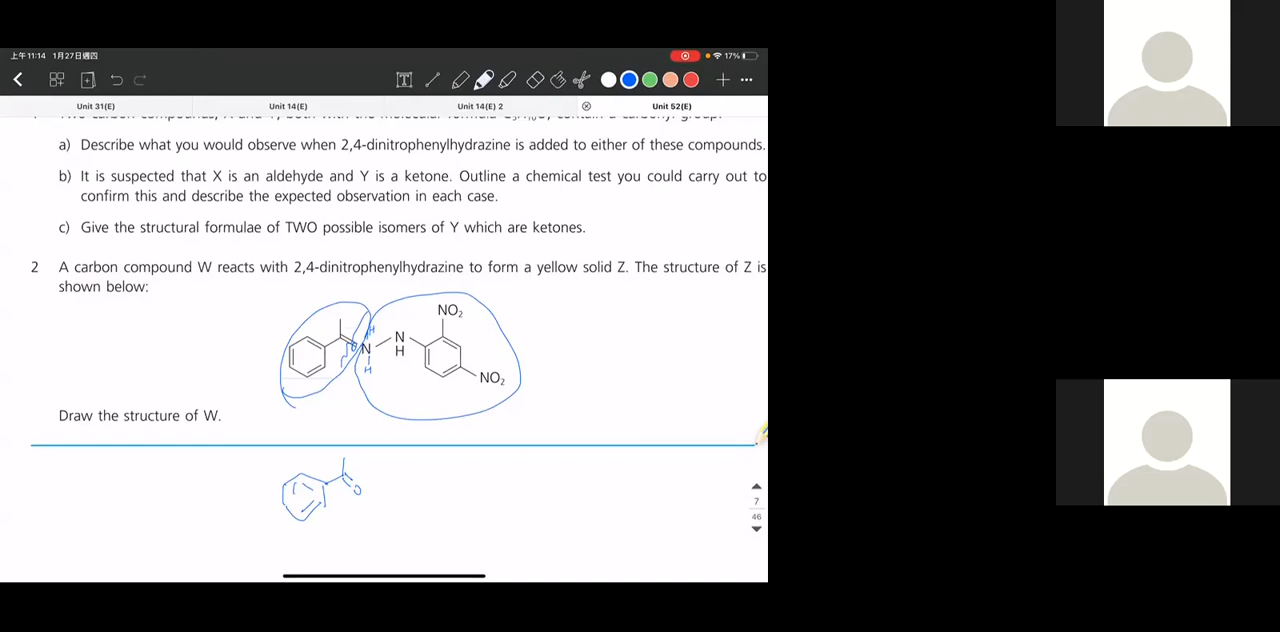 上午11:14 1月27日週四
17%
Unit 31(E) Unit 14(E) Unit 14(E) 2 Unit 52(E)
a) Describe what you would observe when 2,4-dinitrophenylhydrazine is added to either of these compounds.
b) It is suspected that X is an aldehyde and Y is a ketone. Outline a chemical test you could carry out to
confirm this and describe the expected observation in each case.
c) Give the structural formulae of TWO possible isomers of Y which are ketones.
2 A carbon compound W reacts with 2,4-dinitrophenylhydrazine to form a yellow solid Z. The structure of Z is
shown below:
NO₂
H
N
N
H
H
NO₂
Draw the structure of W.
O
7
46